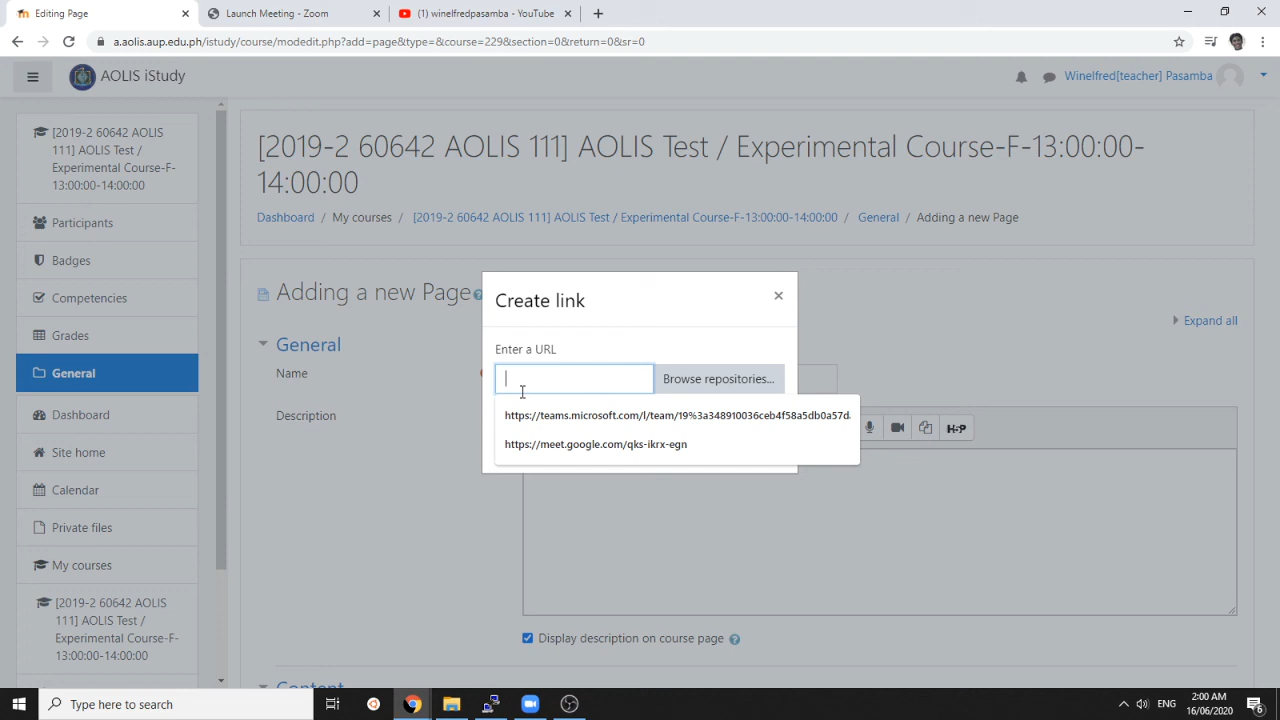 Editing Page
Launch Meeting - Zoom
(1) winelfredpasamba - YouTube
a.aolis.aup.edu.ph/istudy/course/modedit.php?add=page&type=&course=229&section=0&return=0&sr=0
AOLIS iStudy
Winelfred[teacher] Pasamba
[2019-2 60642 AOLIS
111] AOLIS Test /
Experimental Course-F-
13:00:00-14:00:00
Participants
Badges
Competencies
Grades
General
Dashboard
Site home
Calendar
Private files
My courses
[2019-2 60642 AOLIS
111] AOLIS Test /
Experimental Course-F-
13:00:00-14:00:00
[2019-2 60642 AOLIS 111] AOLIS Test / Experimental Course-F-13:00:00-
14:00:00
Dashboard / My courses / [2019-2 60642 AOLIS 111] AOLIS Test / Experimental Course-F-13:00:00-14:00:00 / General / Adding a new Page
Adding a new Page
Expand all
General
Name
Description
H-P
Display description on course page
Content
Create link
Enter a URL
Browse repositories...
https://teams.microsoft.com/l/team/19%3a348910036ceb4f58a5db0a57d
https://meet.google.com/qks-ikrx-egn
Type here to search
ENG
2:00 AM
16/06/2020
6